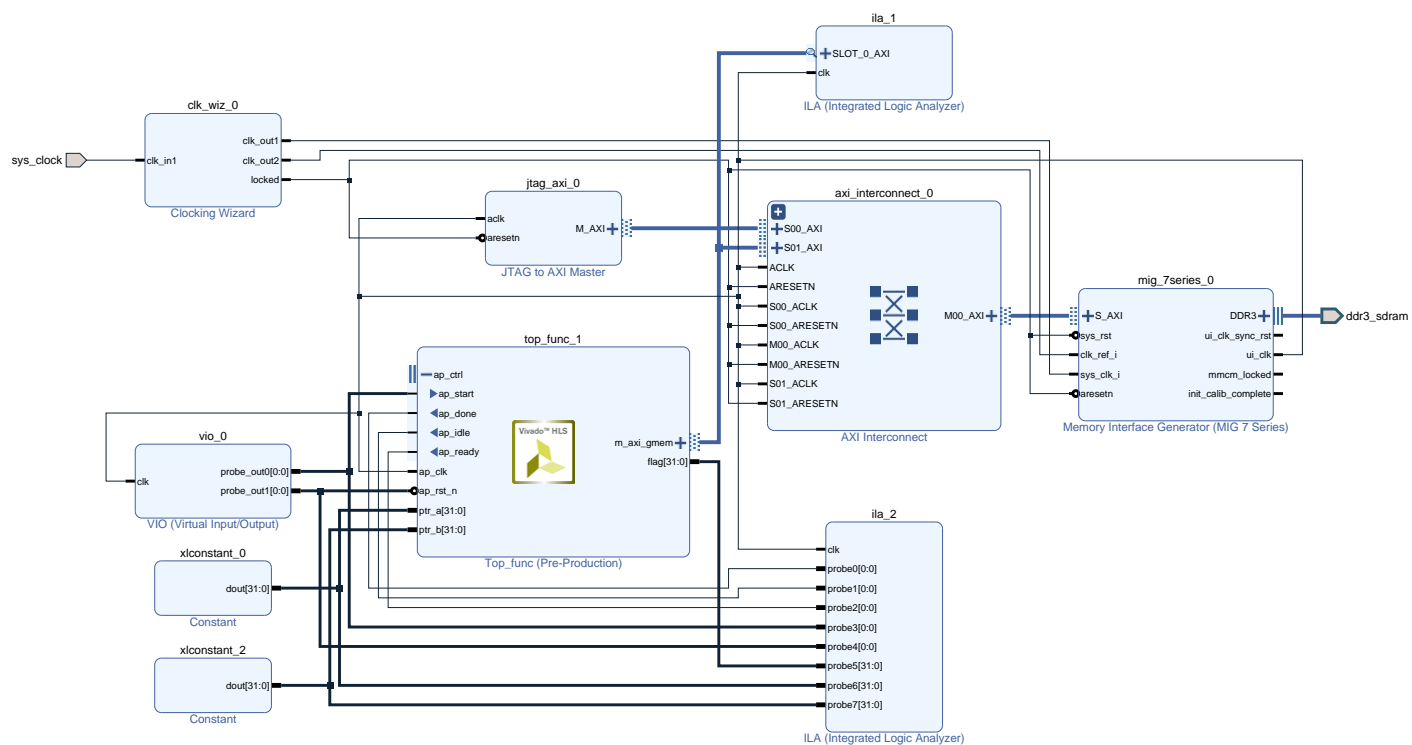 ila_1
SLOT_0_AXI
clk
ILA (Integrated Logic Analyzer)
clk_wiz_0
sys_clock
clk_in1
clk_out1
clk_out2
locked
Clocking Wizard
jtag_axi_0
aclk
aresetn
M_AXI
JTAG to AXI Master
axi_interconnect_0
S00_AXI
S01_AXI
ACLK
ARESETN
S00_ACLK
S00_ARESETN
M00_ACLK
M00_ARESETN
S01_ACLK
S01_ARESETN
M00_AXI
AXI Interconnect
mig_7series_0
S_AXI
sys_rst
clk_ref_i
sys_clk_i
aresetn
DDR3
ui_clk_sync_rst
ui_clk
mmcm_locked
init_calib_complete
Memory Interface Generator (MIG 7 Series)
ddr3_sdram
top_func_1
ap_ctrl
ap_start
ap_done
ap_idle
ap_ready
ap_clk
ap_rst_n
ptr_a[31:0]
ptr_b[31:0]
Vivado™ HLS
m_axi_gmem
flag[31:0]
Top_func (Pre-Production)
vio_0
clk
probe_out0[0:0]
probe_out1[0:0]
VIO (Virtual Input/Output)
xlconstant_0
dout[31:0]
Constant
xlconstant_2
dout[31:0]
Constant
ila_2
clk
probe0[0:0]
probe1[0:0]
probe2[0:0]
probe3[0:0]
probe4[0:0]
probe5[31:0]
probe6[31:0]
probe7[31:0]
ILA (Integrated Logic Analyzer)